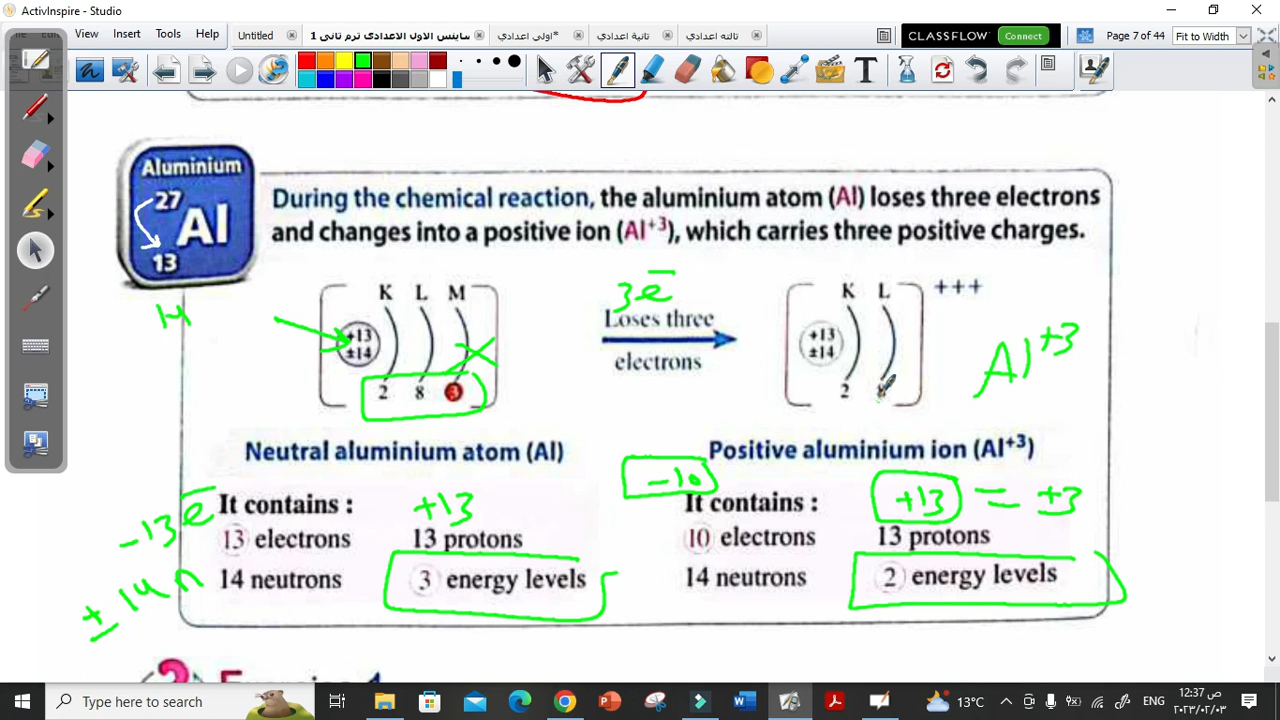 ActivInspire - Studio
View Insert Tools Help
Untitled
ساينس الاول الاعدادى ترم تانى 1
اولى اعدادي*
ثانية اعدادي
تالته اعدادي
CLASSFLOW Connect
Page 7 of 44
Fit to Width
Aluminium
27
Al
13
14
During the chemical reaction, the aluminium atom (Al) loses three electrons
and changes into a positive ion (Al+3), which carries three positive charges.
K L M
+13
±14
2 8 3
3e
Loses three
electrons
K L
+++
+13
±14
2
Al+3
Neutral aluminium atom (Al)
Positive aluminium ion (Al+3)
-13e
It contains :
+13
13 electrons
13 protons
±14n
14 neutrons
3 energy levels
-10
It contains :
+13 = +3
10 electrons
13 protons
14 neutrons
2 energy levels
Type here to search
13°C
ENG
12:37 ص
٢٠٢٣/٠٢/٠٣